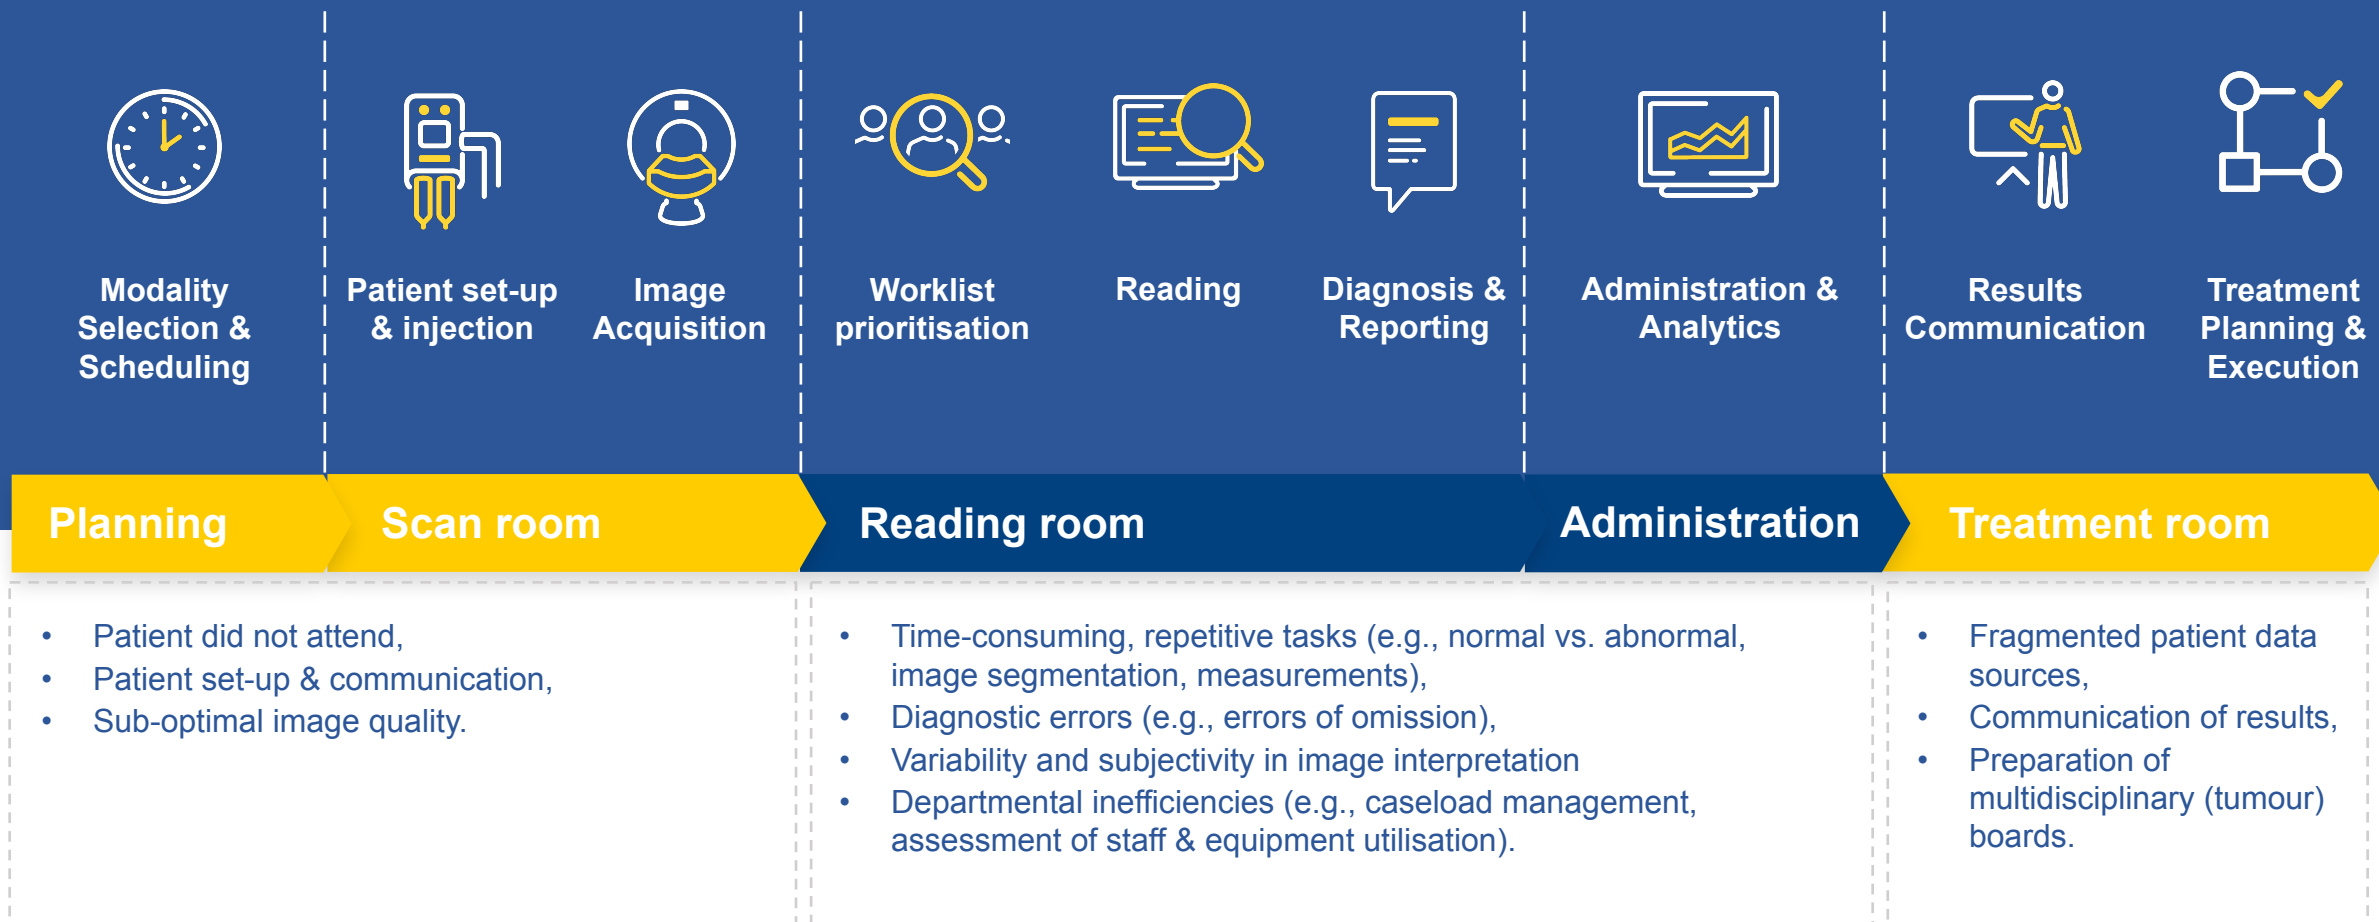 Modality
Selection &
Scheduling
Patient set-up
& injection
Image
Acquisition
Worklist
prioritisation
Reading
Diagnosis &
Reporting
Administration &
Analytics
Results
Communication
Treatment
Planning &
Execution
Planning
Scan room
Reading room
Administration
Treatment room
• Patient did not attend,
• Patient set-up & communication,
• Sub-optimal image quality.
• Time-consuming, repetitive tasks (e.g., normal vs. abnormal,
image segmentation, measurements),
• Diagnostic errors (e.g., errors of omission),
• Variability and subjectivity in image interpretation
• Departmental inefficiencies (e.g., caseload management,
assessment of staff & equipment utilisation).
• Fragmented patient data
sources,
• Communication of results,
• Preparation of
multidisciplinary (tumour)
boards.